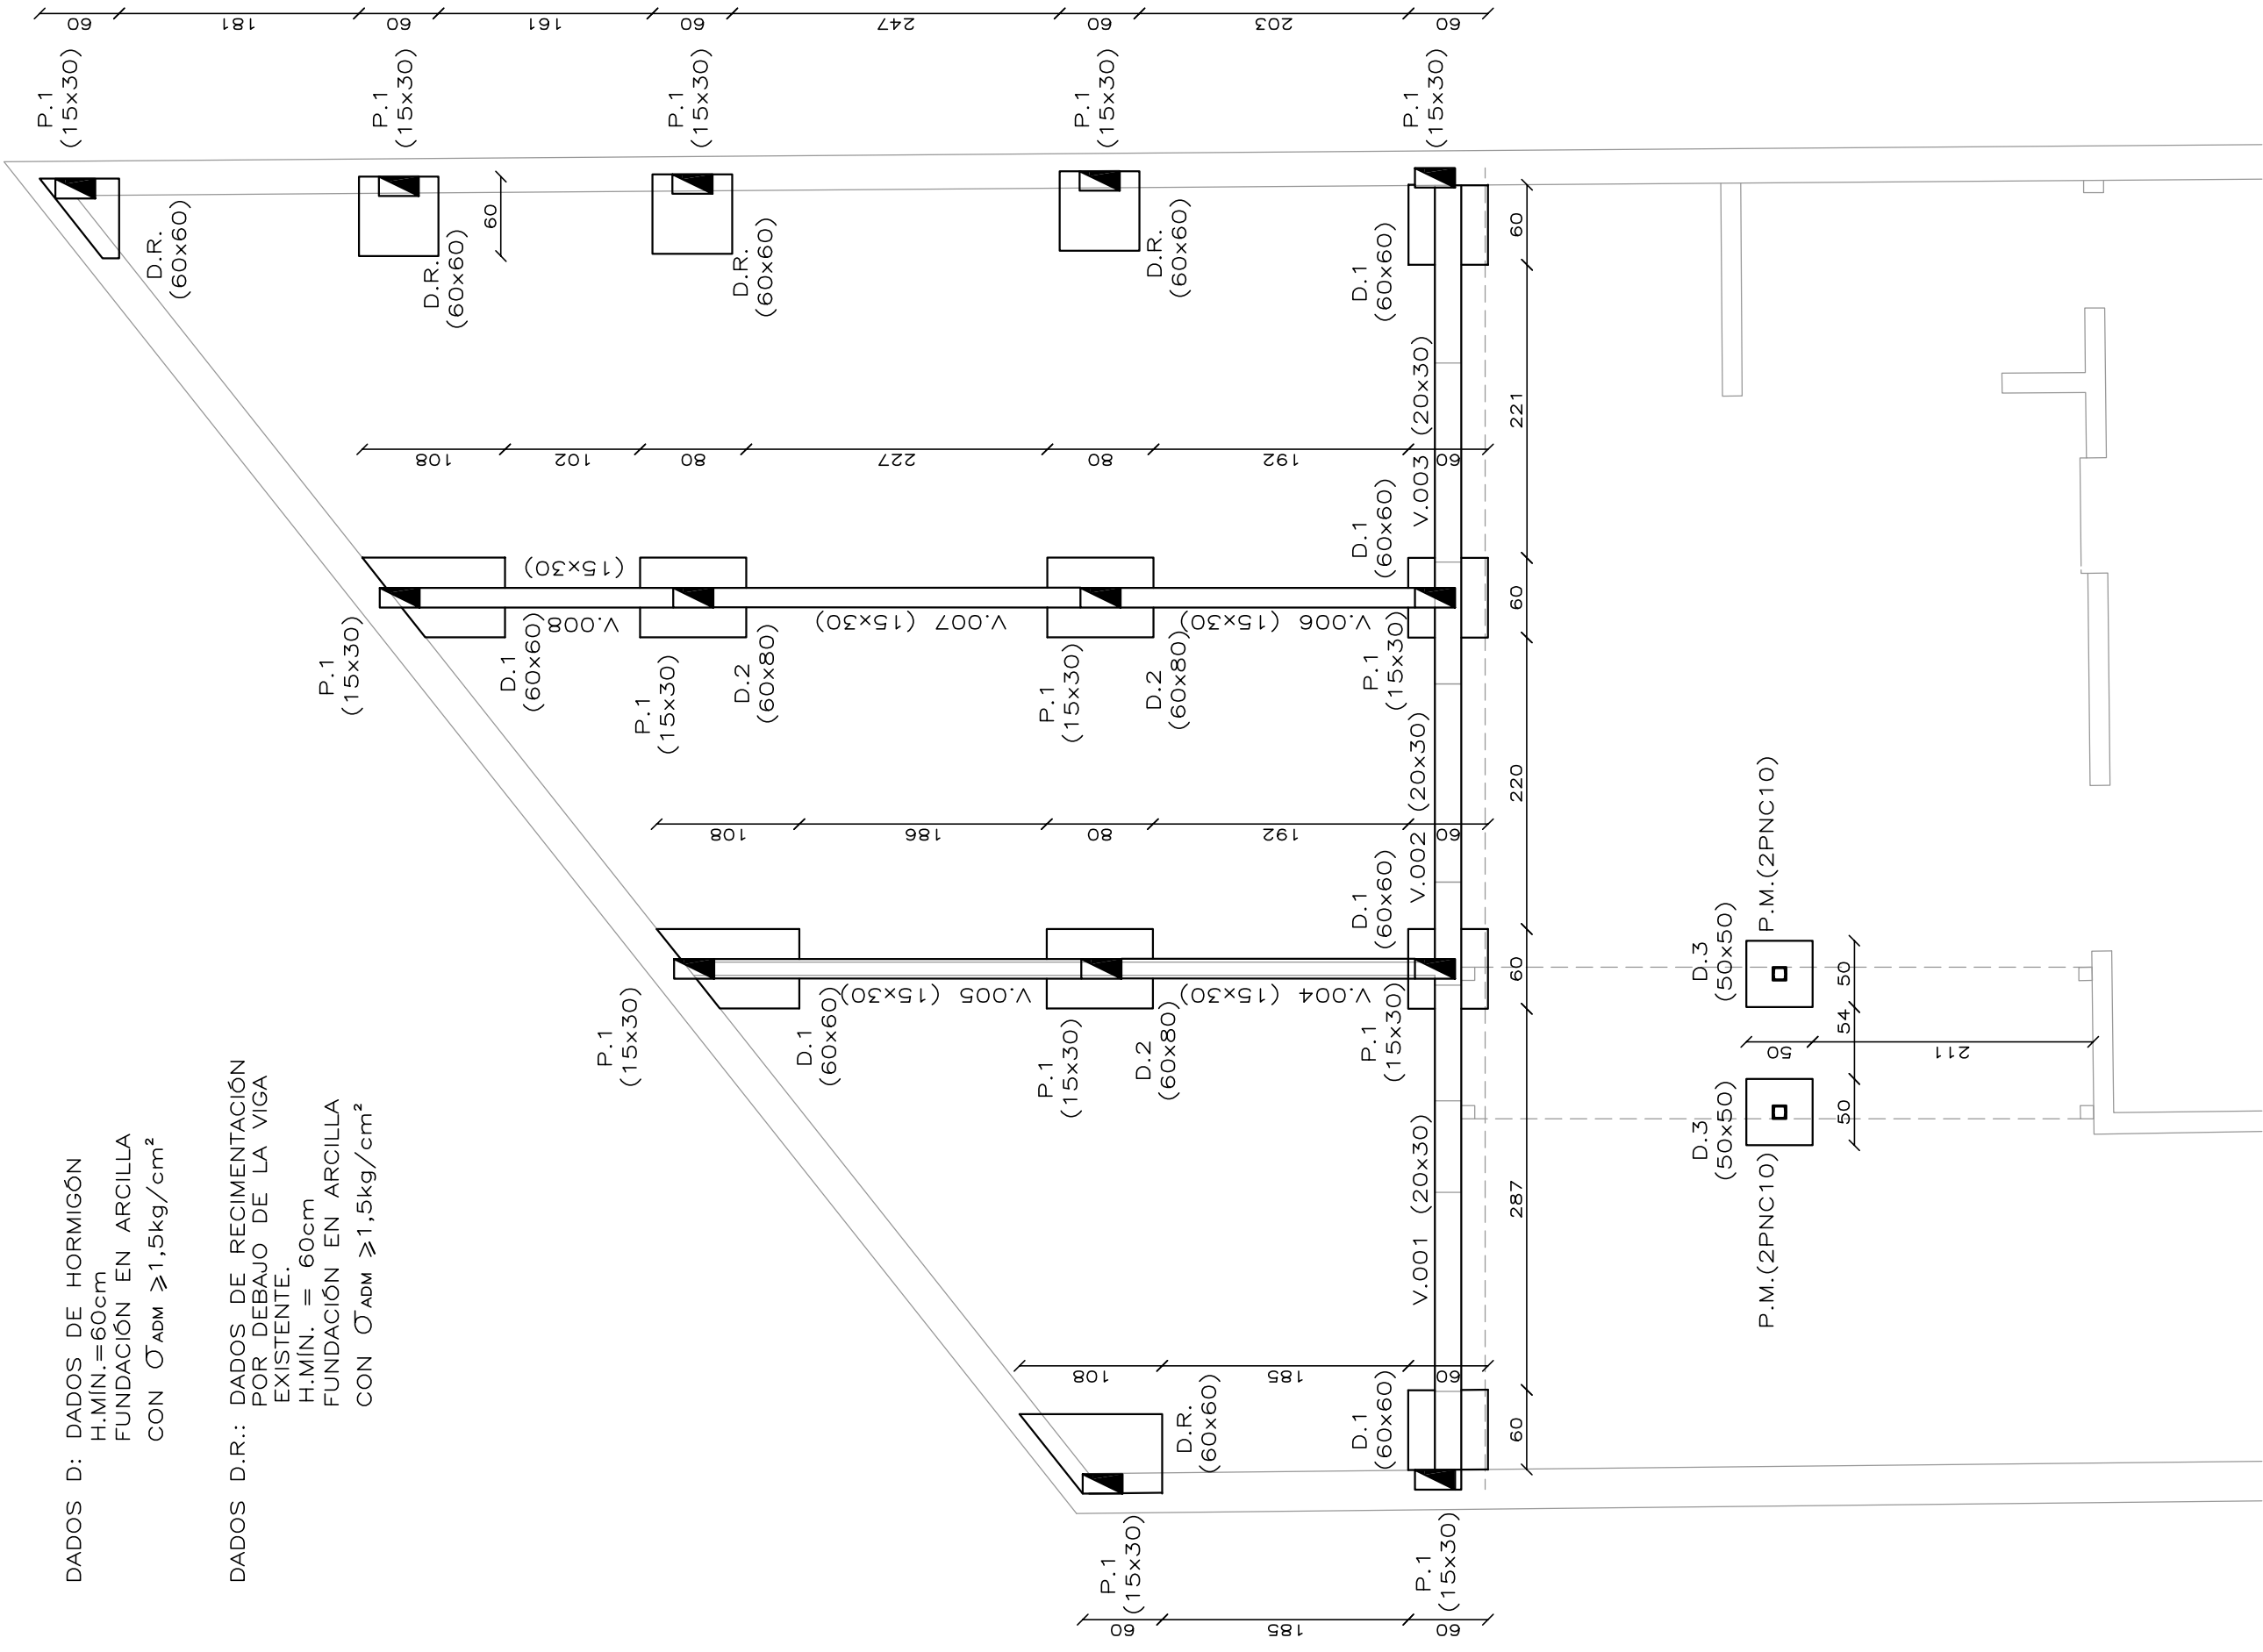 DADOS D: DADOS DE HORMIGÓN
H.MÍN.=60cm
FUNDACIÓN EN ARCILLA
CON σADM ⩾1,5kg/cm²
DADOS D.R.: DADOS DE RECIMENTACIÓN
POR DEBAJO DE LA VIGA
EXISTENTE.
H.MÍN. = 60cm
FUNDACIÓN EN ARCILLA
CON σADM ⩾1,5kg/cm²
60
181
60
161
60
247
60
203
60
P.1
(15x30)
P.1
(15x30)
P.1
(15x30)
P.1
(15x30)
P.1
(15x30)
D.R.
(60x60)
D.R.
(60x60)
60
D.R.
(60x60)
D.R.
(60x60)
D.1
(60x60)
60
221
60
220
60
287
60
108
102
80
227
80
192
60
V.003 (20x30)
D.1
(60x60)
(15x30)
V.008
V.007 (15x30)
V.006 (15x30)
P.1
(15x30)
D.1
(60x60)
P.1
(15x30)
D.2
(60x80)
P.1
(15x30)
D.2
(60x80)
P.1
(15x30)
108
186
80
192
60
V.002 (20x30)
D.1
(60x60)
V.005 (15x30)
V.004 (15x30)
P.1
(15x30)
D.1
(60x60)
P.1
(15x30)
D.2
(60x80)
P.1
(15x30)
V.001 (20x30)
108
185
60
D.R.
(60x60)
D.1
(60x60)
P.1
(15x30)
P.1
(15x30)
60
185
60
P.M.(2PNC10)
D.3
(50x50)
50
54
50
50
211
D.3
(50x50)
P.M.(2PNC10)